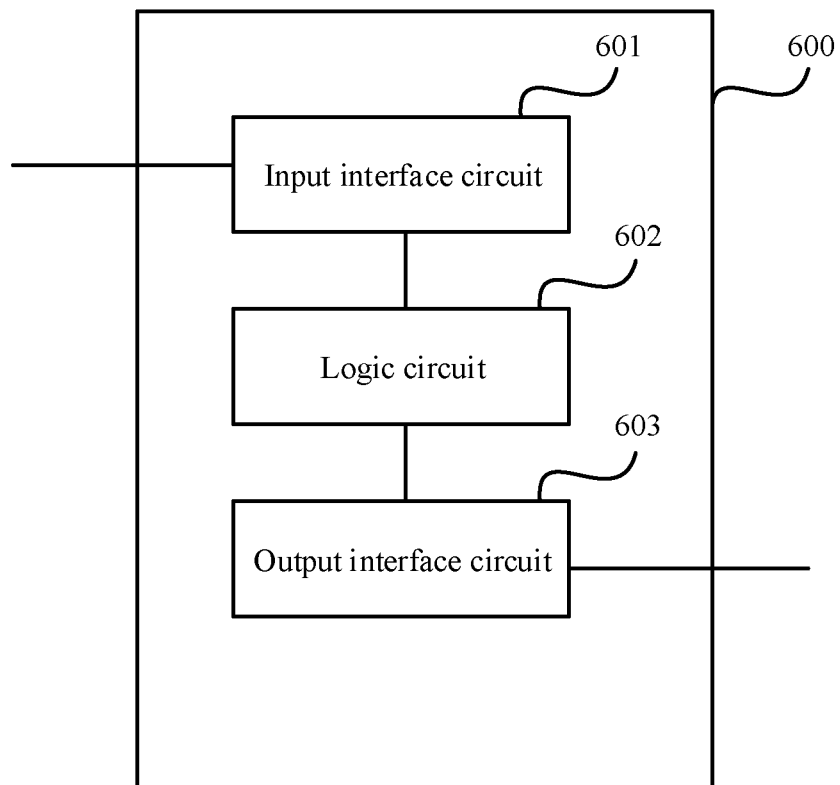 601
600
Input interface circuit
602
Logic circuit
603
Output interface circuit